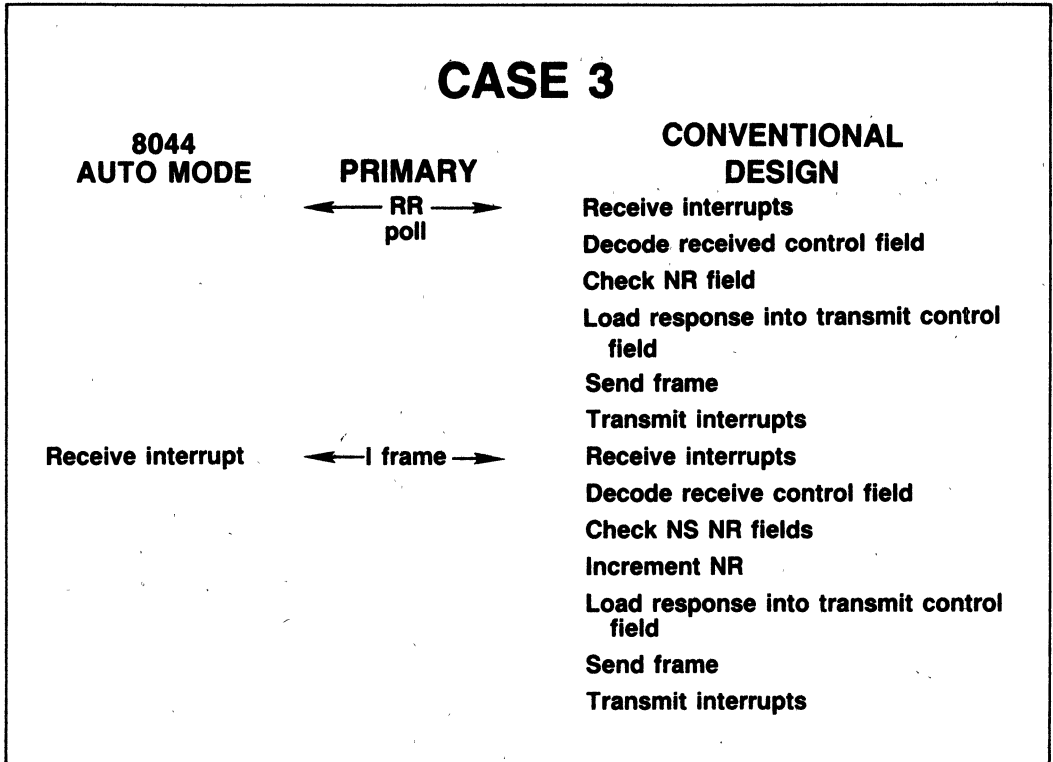 CASE 3
8044
AUTO MODE
PRIMARY
CONVENTIONAL
DESIGN
RR
poll
Receive interrupts
Decode received control field
Check NR field
Load response into transmit control
field
Send frame
Transmit interrupts
Receive interrupt
I frame
Receive interrupts
Decode receive control field
Check NS NR fields
Increment NR
Load response into transmit control
field
Send frame
Transmit interrupts